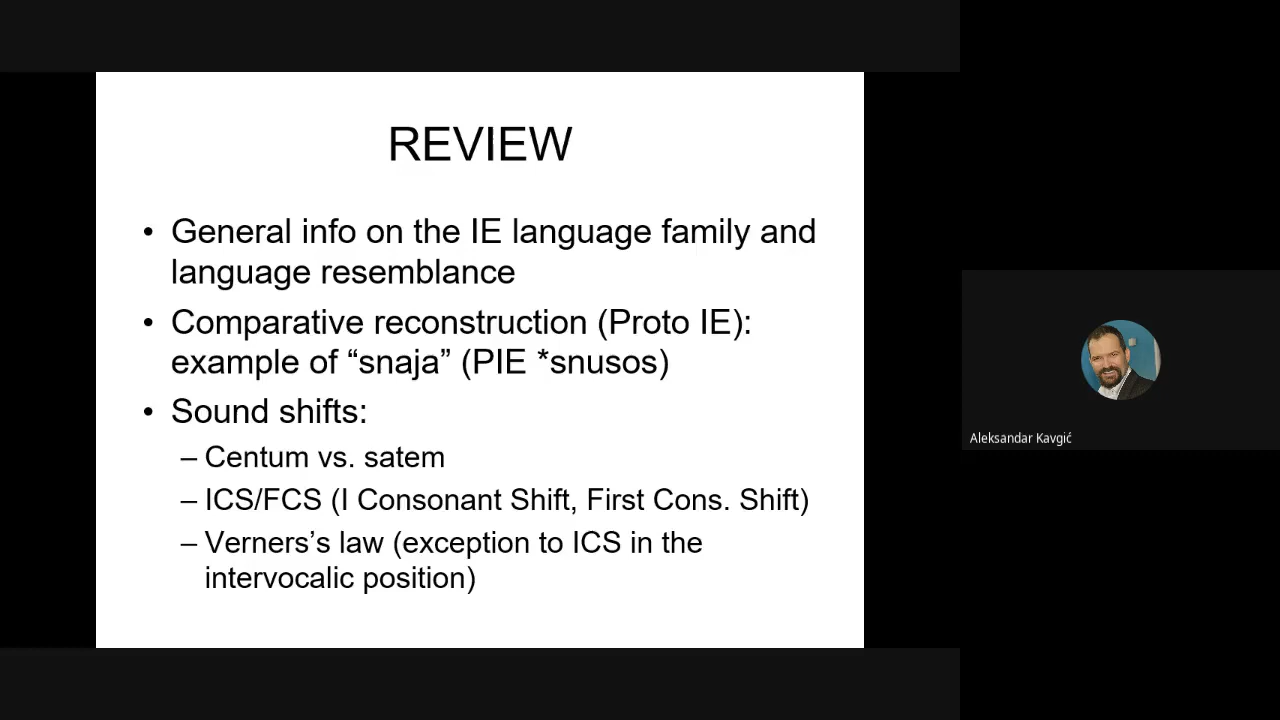 REVIEW
• General info on the IE language family and
language resemblance
• Comparative reconstruction (Proto IE):
example of “snaja” (PIE *snusos)
• Sound shifts:
– Centum vs. satem
– ICS/FCS (I Consonant Shift, First Cons. Shift)
– Verners’s law (exception to ICS in the
intervocalic position)
Aleksandar Kavgić